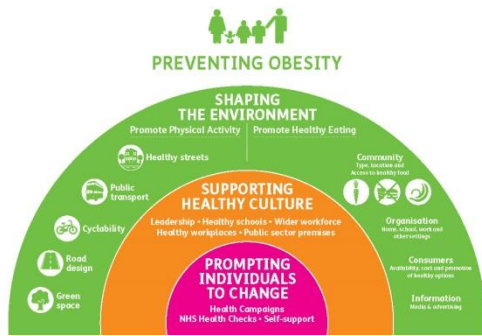 PREVENTING OBESITY
SHAPING
THE ENVIRONMENT
Promote Physical Activity
Promote Healthy Eating
Healthy streets
Public
transport
Cyclability
Road
design
Green
space
Community
Type, location and
Access to healthy food
Organisation
Home, school, work and
other settings
Consumers
Availability, cost and promotion
of healthy options
Information
Media & advertising
SUPPORTING
HEALTHY CULTURE
Leadership • Healthy schools • Wider workforce
Healthy workplaces • Public sector premises
PROMPTING
INDIVIDUALS
TO CHANGE
Health Campaigns
NHS Health Checks • Self-support